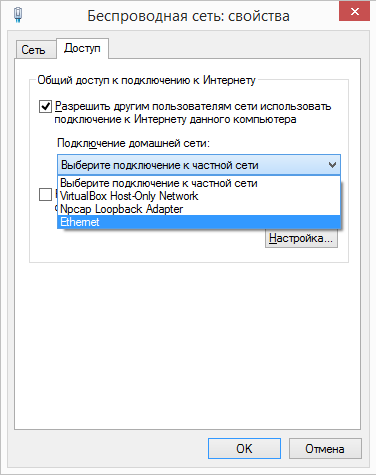 Беспроводная сеть: свойства
Сеть Доступ
Общий доступ к подключению к Интернету
Разрешить другим пользователям сети использовать
подключение к Интернету данного компьютера
Подключение домашней сети:
Выберите подключение к частной сети
Выберите подключение к частной сети
VirtualBox Host-Only Network
Npcap Loopback Adapter
Ethernet
Настройка...
OK Отмена